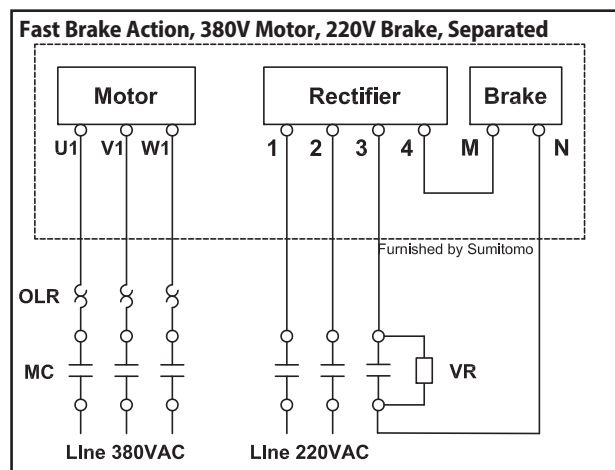 Fast Brake Action, 380V Motor, 220V Brake, Separated
Motor Rectifier Brake
U1 V1 W1 1 2 3 4 M N
Furnished by Sumitomo
OLR
MC VR
LIne 380VAC LIne 220VAC